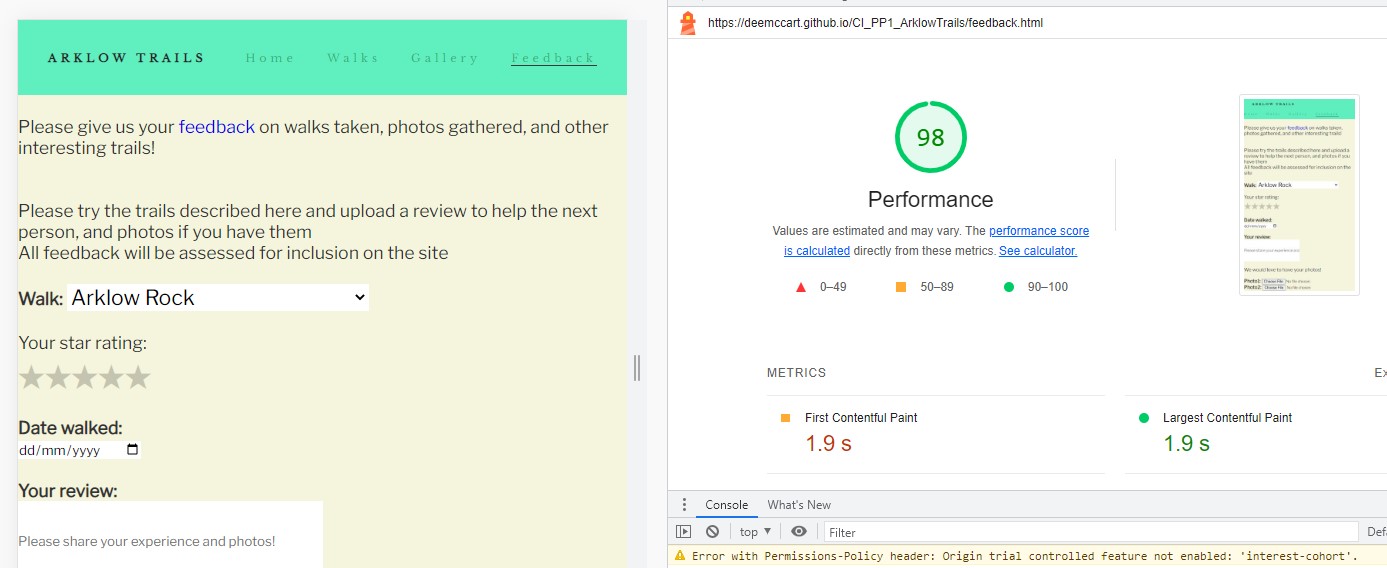 ARKLOW TRAILS Home Walks Gallery Feedback
Please give us your feedback on walks taken, photos gathered, and other
interesting trails!
Please try the trails described here and upload a review to help the next
person, and photos if you have them
All feedback will be assessed for inclusion on the site
Walk: Arklow Rock
Your star rating:
Date walked:
dd/mm/yyyy
Your review:
Please share your experience and photos!
https://deemccart.github.io/CI_PP1_ArklowTrails/feedback.html
98
Performance
Values are estimated and may vary. The performance score
is calculated directly from these metrics. See calculator.
0–49 50–89 90–100
ARKLOW TRAILS
Please give us your feedback on walks taken,
photos gathered, and other interesting trails!
Please try the trails described here and upload a
review to help the next person, and photos if you
have them
All feedback will be assessed for inclusion on the
site
Walk: Arklow Rock
Your star rating:
Date walked:
dd/mm/yyyy
Your review:
Please share your experience and photos!
We would love to have your photos!
Photo1: Choose File No file chosen
Photo2: Choose File No file chosen
METRICS
First Contentful Paint
1.9 s
Largest Contentful Paint
1.9 s
Console What's New
top Filter
Error with Permissions-Policy header: Origin trial controlled feature not enabled: 'interest-cohort'.